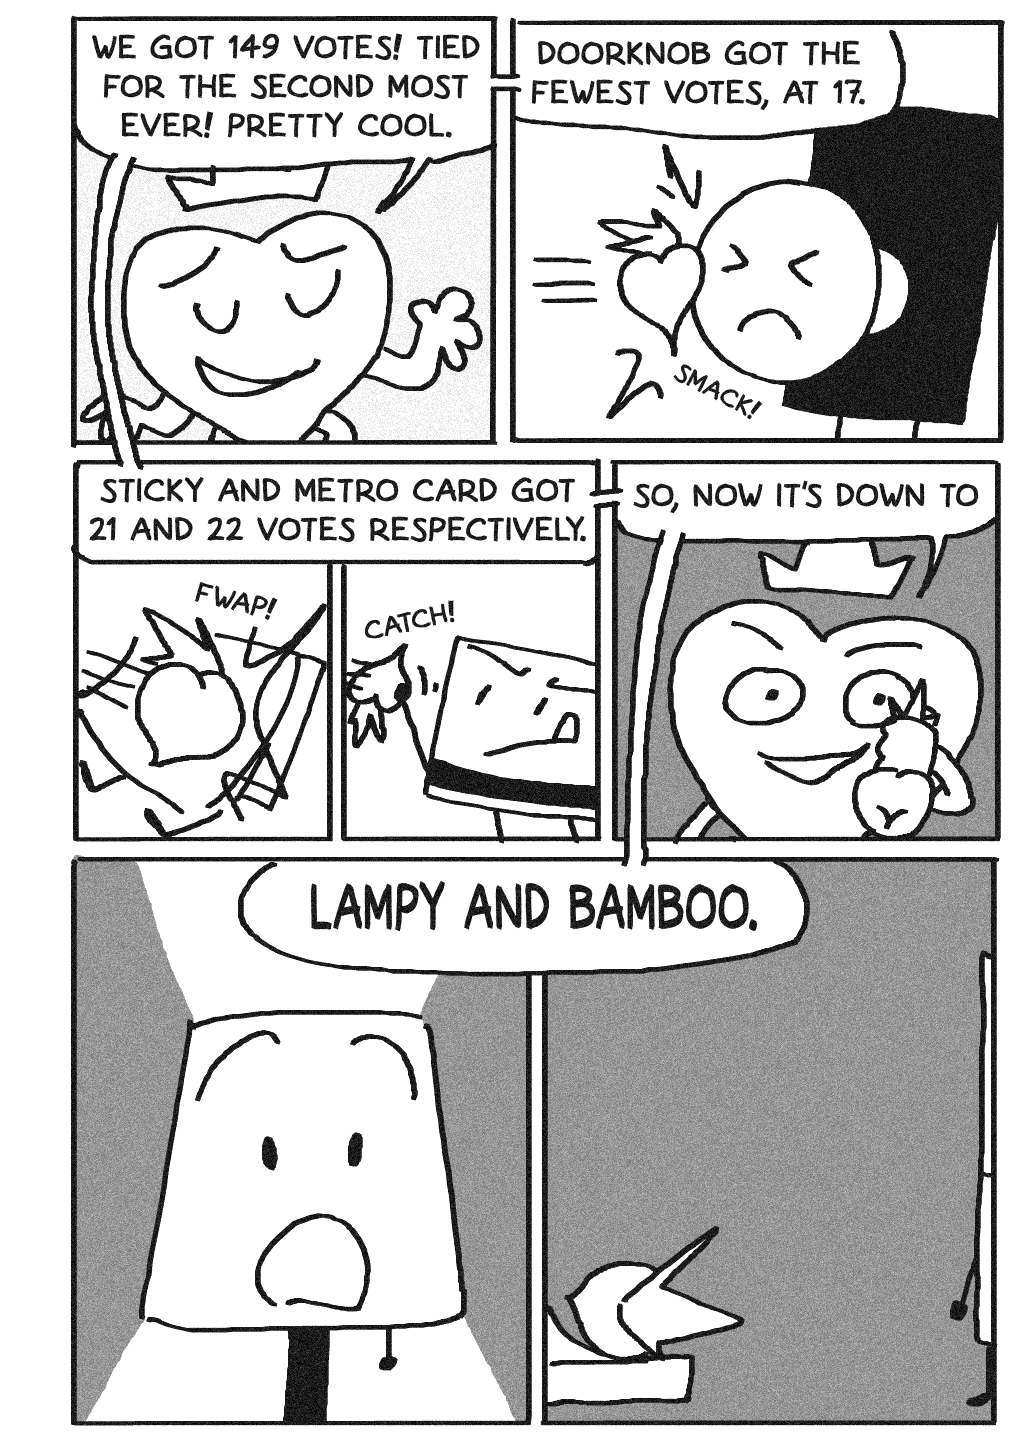 WE GOT 149 VOTES! TIED
FOR THE SECOND MOST
EVER! PRETTY COOL.
DOORKNOB GOT THE
FEWEST VOTES, AT 17.
SMACK!
STICKY AND METRO CARD GOT
21 AND 22 VOTES RESPECTIVELY.
FWAP!
CATCH!
SO, NOW IT'S DOWN TO
LAMPY AND BAMBOO.